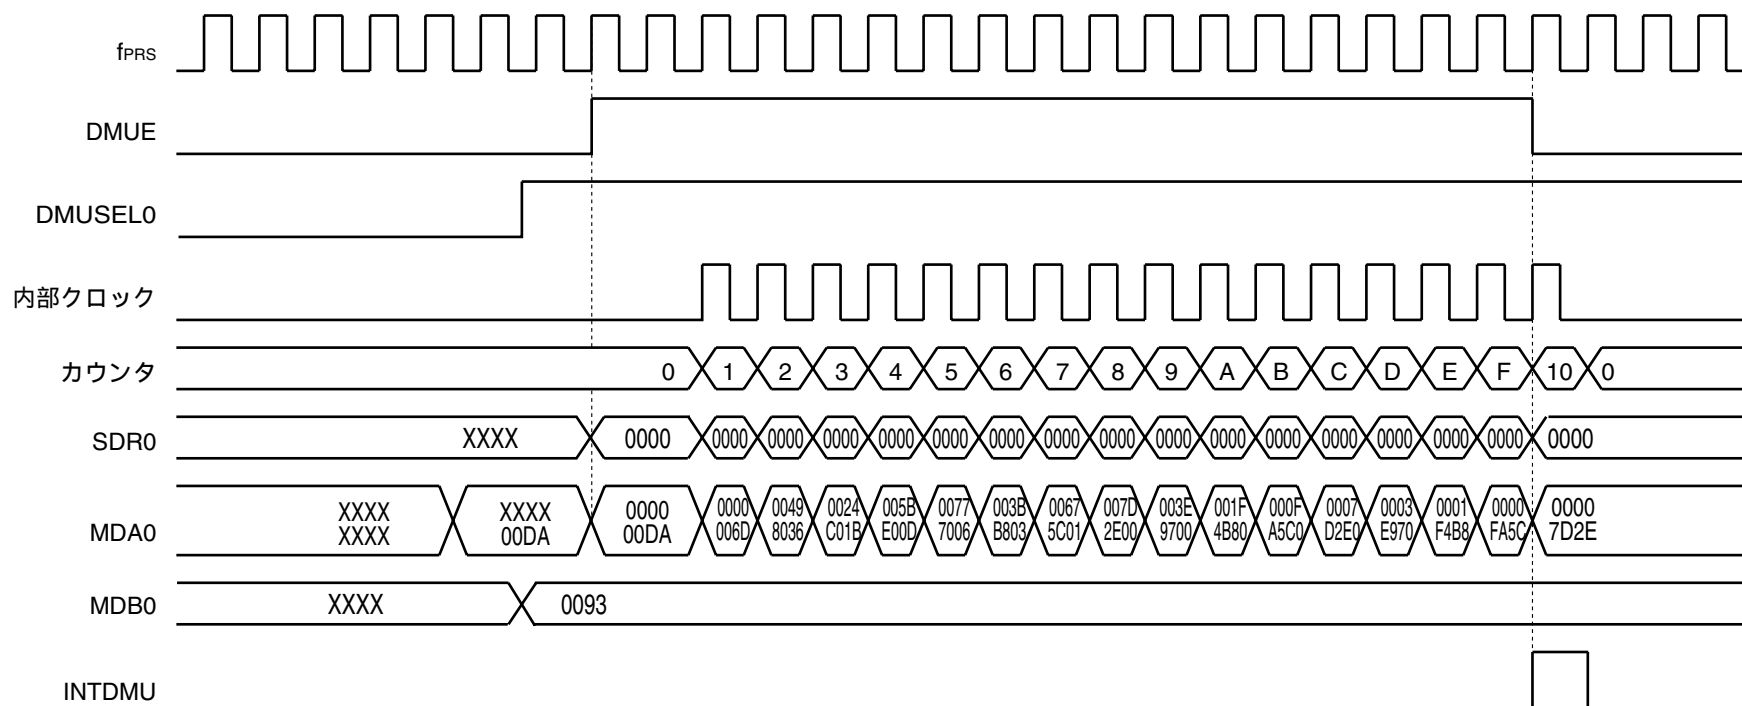 fPRS
DMUE
DMUSEL0
内部クロック
カウンタ 0 1 2 3 4 5 6 7 8 9 A B C D E F 10 0
SDR0 XXXX 0000 0000 0000 0000 0000 0000 0000 0000 0000 0000 0000 0000 0000 0000 0000 0000 0000
MDA0 XXXX XXXX 0000 0000 0049 0024 005B 0077 003B 0067 007D 003E 001F 000F 0007 0003 0001 0000 0000
XXXX 00DA 00DA 006D 8036 C01B E00D 7006 B803 5C01 2E00 9700 4B80 A5C0 D2E0 E970 F4B8 FA5C 7D2E
MDB0 XXXX 0093
INTDMU